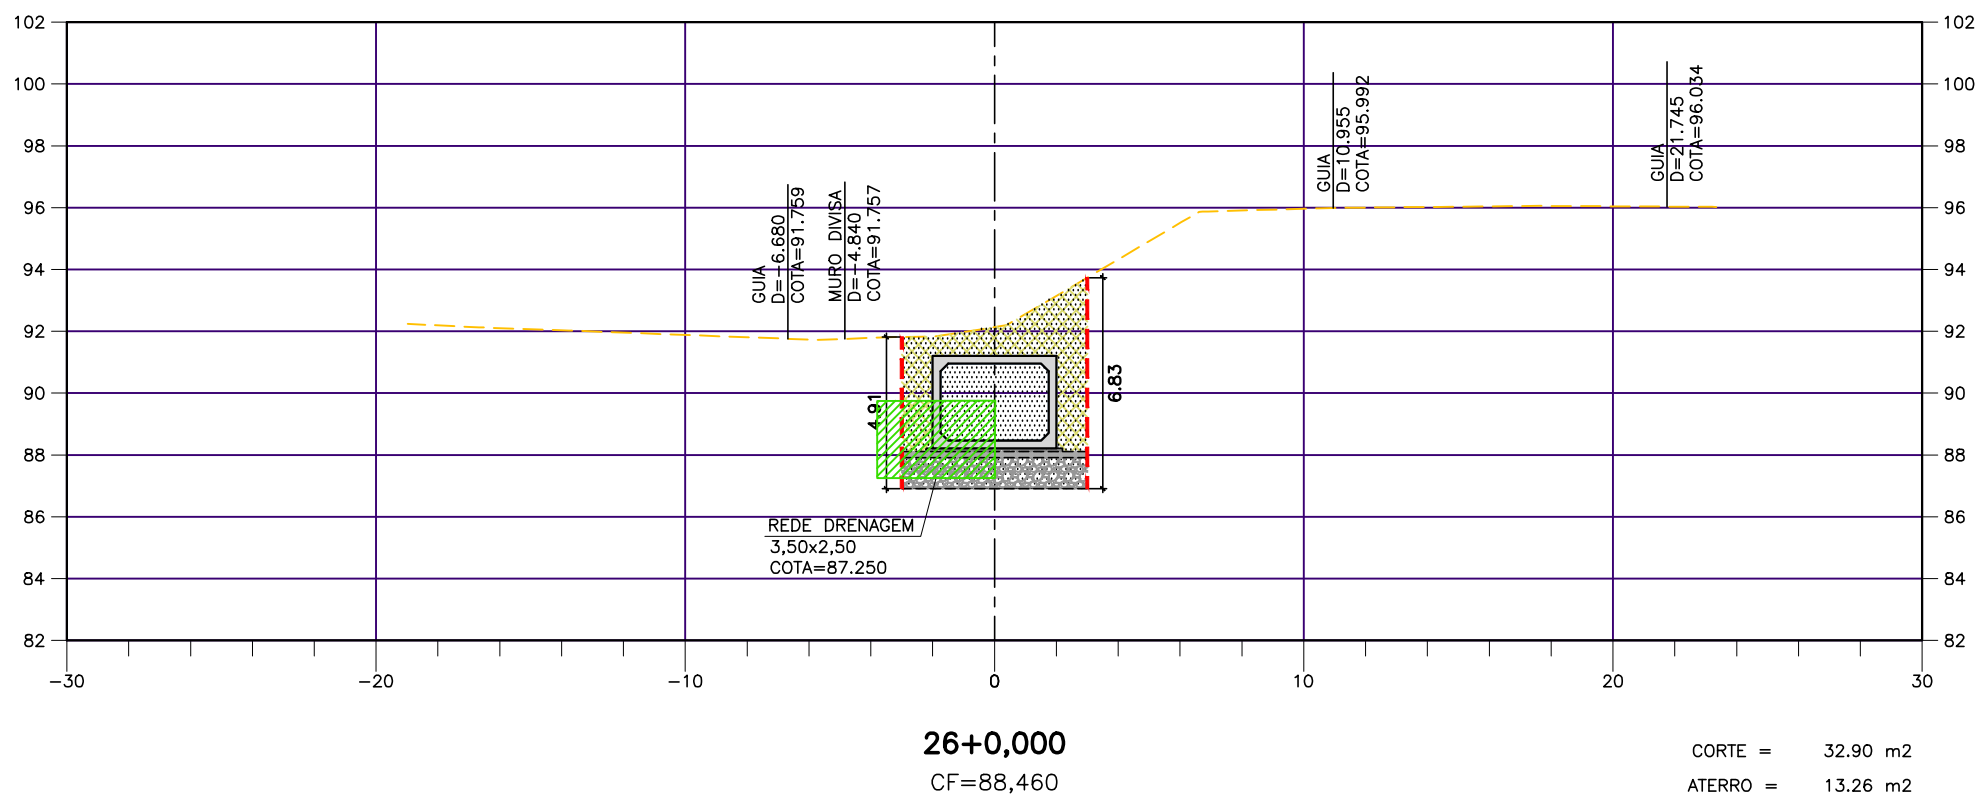 102
100
98
96
94
92
90
88
86
84
82
102
100
98
96
94
92
90
88
86
84
82
GUIA
D=-6.680
COTA=91.759
MURO DIVISA
D=-4.840
COTA=91.757
GUIA
D=10.955
COTA=95.992
GUIA
D=21.745
COTA=96.034
4.91
6.83
REDE DRENAGEM
3,50x2,50
COTA=87.250
-30
-20
-10
0
10
20
30
26+0,000
CF=88,460
CORTE = 32.90 m2
ATERRO = 13.26 m2